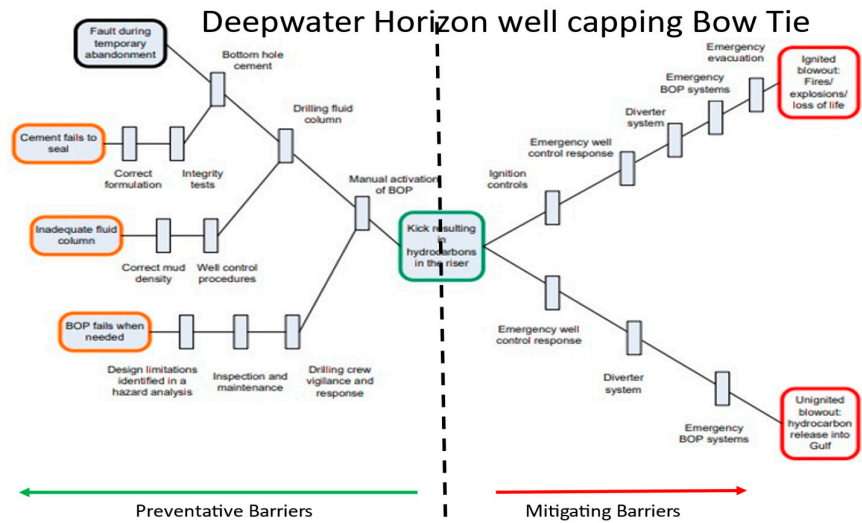 Deepwater Horizon well capping Bow Tie
Fault during
temporary
abandonment
Bottom hole
cement
Drilling fluid
column
Cement fails to
seal
Correct
formulation
Integrity
tests
Manual activation
of BOP
Inadequate fluid
column
Correct mud
density
Well control
procedures
BOP fails when
needed
Design limitations
identified in a
hazard analysis
Inspection and
maintenance
Drilling crew
vigilance and
response
Kick resulting
in
hydrocarbons
in the riser
Ignition
controls
Emergency well
control response
Diverter
system
Emergency
BOP systems
Emergency
evacuation
Ignited
blowout:
Fires/
explosions/
loss of life
Emergency well
control response
Diverter
system
Emergency
BOP systems
Unignited
blowout:
hydrocarbon
release into
Gulf
Preventative Barriers
Mitigating Barriers